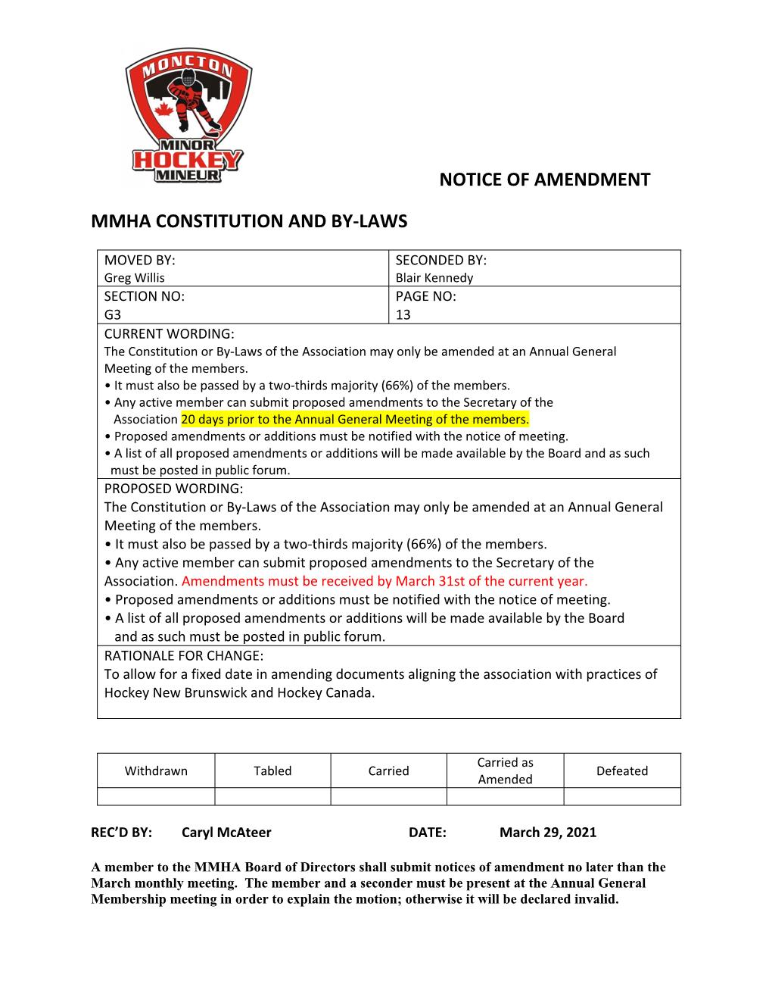 MONCTON
MINOR
HOCKEY
MINEUR
NOTICE OF AMENDMENT
MMHA CONSTITUTION AND BY-LAWS
MOVED BY:
Greg Willis
SECONDED BY:
Blair Kennedy
SECTION NO:
G3
PAGE NO:
13
CURRENT WORDING:
The Constitution or By-Laws of the Association may only be amended at an Annual General
Meeting of the members.
• It must also be passed by a two-thirds majority (66%) of the members.
• Any active member can submit proposed amendments to the Secretary of the
Association 20 days prior to the Annual General Meeting of the members.
• Proposed amendments or additions must be notified with the notice of meeting.
• A list of all proposed amendments or additions will be made available by the Board and as such
must be posted in public forum.
PROPOSED WORDING:
The Constitution or By-Laws of the Association may only be amended at an Annual General
Meeting of the members.
• It must also be passed by a two-thirds majority (66%) of the members.
• Any active member can submit proposed amendments to the Secretary of the
Association. Amendments must be received by March 31st of the current year.
• Proposed amendments or additions must be notified with the notice of meeting.
• A list of all proposed amendments or additions will be made available by the Board
and as such must be posted in public forum.
RATIONALE FOR CHANGE:
To allow for a fixed date in amending documents aligning the association with practices of
Hockey New Brunswick and Hockey Canada.
Withdrawn
Tabled
Carried
Carried as
Amended
Defeated
REC’D BY: Caryl McAteer DATE: March 29, 2021
A member to the MMHA Board of Directors shall submit notices of amendment no later than the
March monthly meeting.  The member and a seconder must be present at the Annual General
Membership meeting in order to explain the motion; otherwise it will be declared invalid.